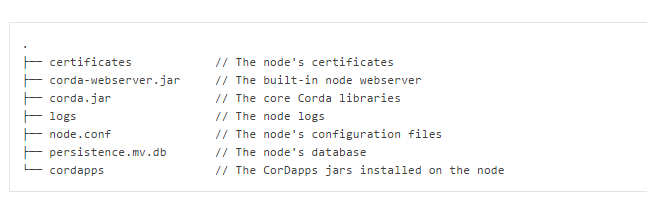 .
├── certificates            // The node's certificates
├── corda-webserver.jar     // The built-in node webserver
├── corda.jar               // The core Corda libraries
├── logs                    // The node logs
├── node.conf               // The node's configuration files
├── persistence.mv.db       // The node's database
└── cordapps                // The CorDapps jars installed on the node